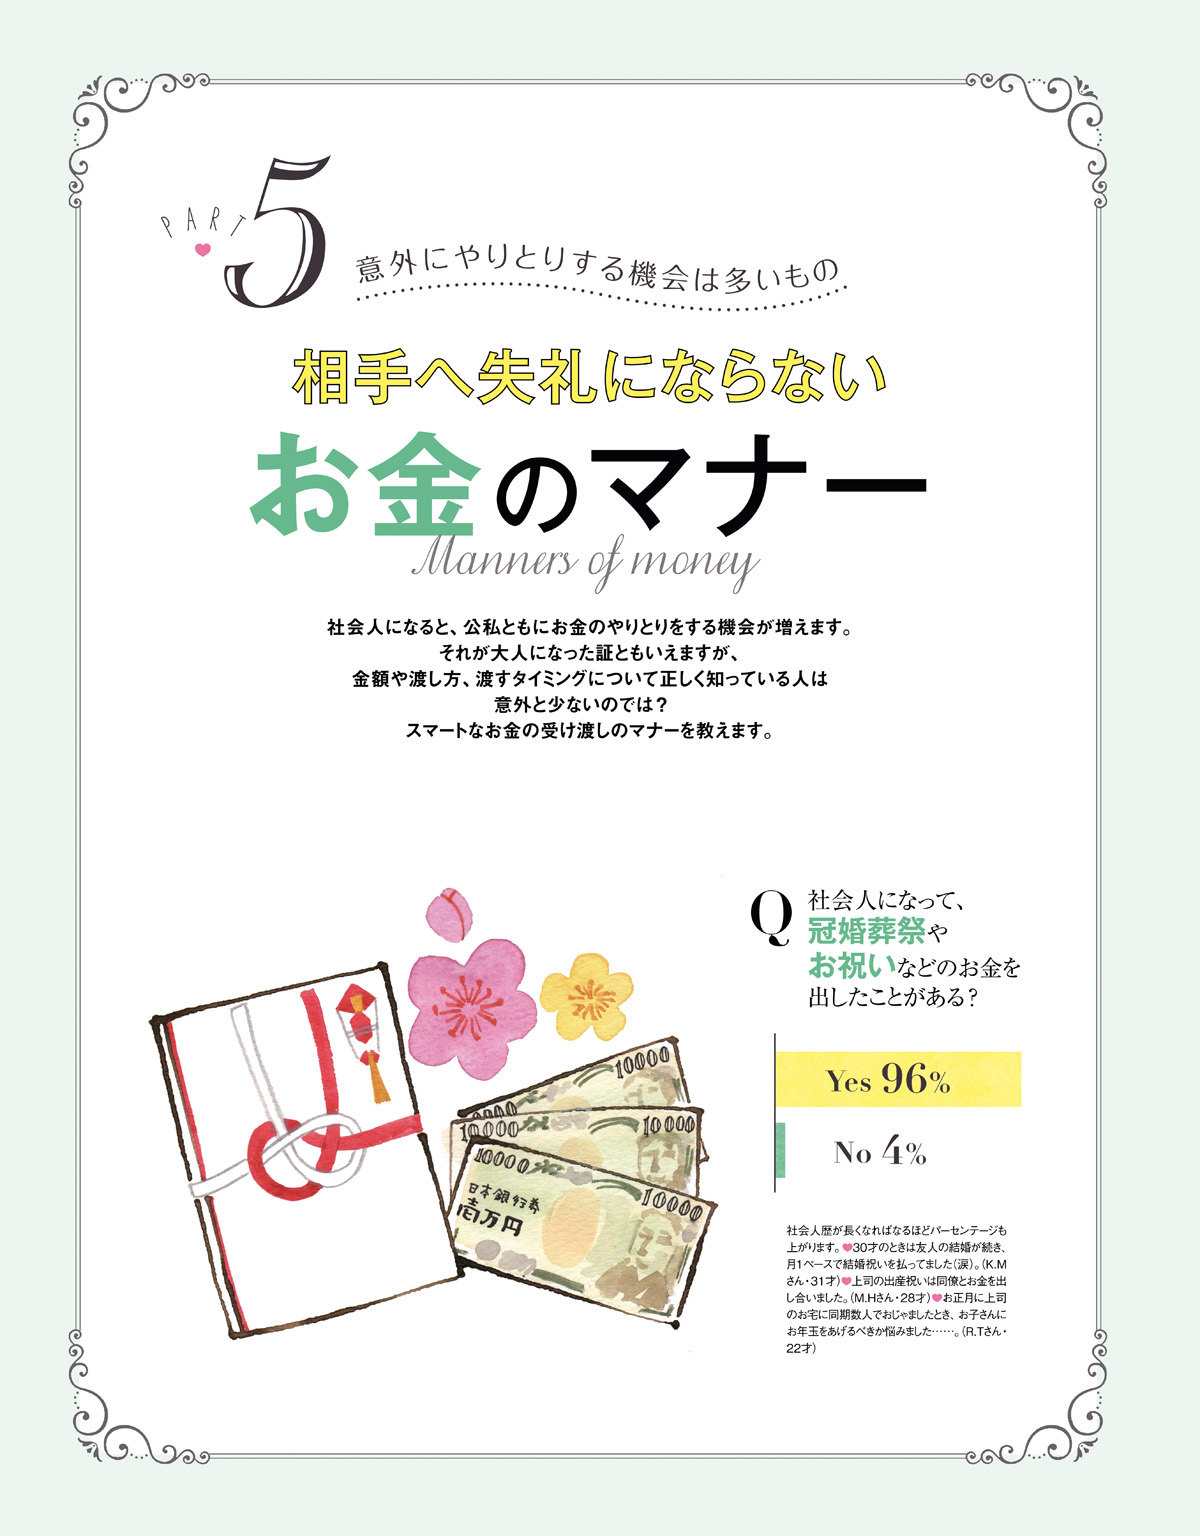 PART
5
意外にやりとりする機会は多いもの
相手へ失礼にならない
お金のマナー
Manners of money
社会人になると、公私ともにお金のやりとりをする機会が増えます。
それが大人になった証ともいえますが、
金額や渡し方、渡すタイミングについて正しく知っている人は
意外と少ないのでは？
スマートなお金の受け渡しのマナーを教えます。
Q
社会人になって、
冠婚葬祭や
お祝いなどのお金を
出したことがある？
Yes 96%
No 4%
社会人歴が長くなればなるほどパーセンテージも
上がります。♥30才のときは友人の結婚が続き、
月1ペースで結婚祝いを払ってました（涙）。（K.M
さん・31才）♥上司の出産祝いは同僚とお金を出
し合いました。（M.Hさん・28才）♥お正月に上司
のお宅に同期数人でおじゃましたとき、お子さんに
お年玉をあげるべきか悩みました……。（R.Tさん・
22才）
10000
10000
10000
10000
10000
10000
日本銀行券
壱万円